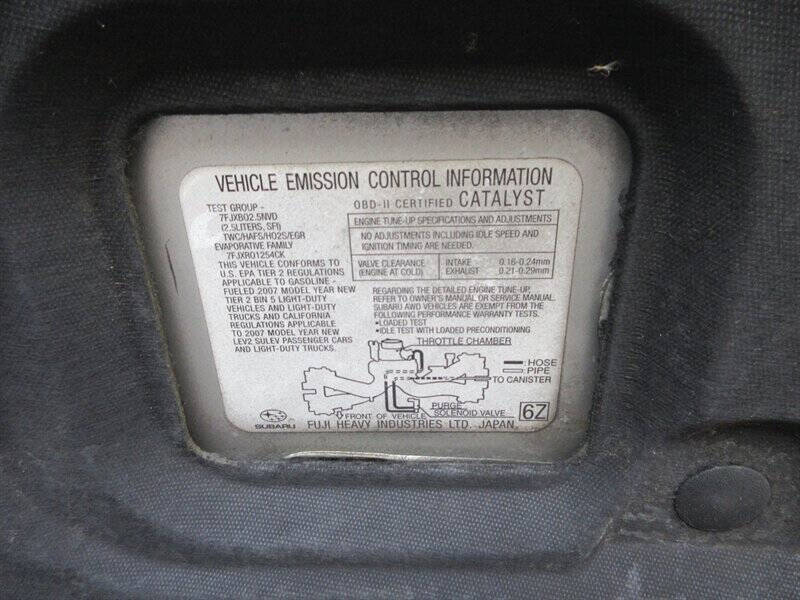 VEHICLE EMISSION CONTROL INFORMATION
OBD-II CERTIFIED CATALYST
TEST GROUP -
7FJXB02.5NVD
(2.5LITERS, SFI)
TWC/HAFS/HO2S/EGR
EVAPORATIVE FAMILY
7FJXR01254CK
THIS VEHICLE CONFORMS TO
U.S. EPA TIER 2 REGULATIONS
APPLICABLE TO GASOLINE -
FUELED 2007 MODEL YEAR NEW
TIER 2 BIN 5 LIGHT-DUTY
VEHICLES AND LIGHT-DUTY
TRUCKS AND CALIFORNIA
REGULATIONS APPLICABLE
TO 2007 MODEL YEAR NEW
LEV2 SULEV PASSENGER CARS
AND LIGHT-DUTY TRUCKS.
ENGINE TUNE-UP SPECIFICATIONS AND ADJUSTMENTS
NO ADJUSTMENTS INCLUDING IDLE SPEED AND
IGNITION TIMING ARE NEEDED.
VALVE CLEARANCE INTAKE 0.16-0.24mm
(ENGINE AT COLD) EXHAUST 0.21-0.29mm
REGARDING THE DETAILED ENGINE TUNE-UP,
REFER TO OWNER'S MANUAL OR SERVICE MANUAL.
SUBARU AWD VEHICLES ARE EXEMPT FROM THE
FOLLOWING PERFORMANCE WARRANTY TESTS.
•LOADED TEST
•IDLE TEST WITH LOADED PRECONDITIONING
THROTTLE CHAMBER
:HOSE
:PIPE
TO CANISTER
PURGE
SOLENOID VALVE
FRONT OF VEHICLE
6Z
SUBARU
FUJI HEAVY INDUSTRIES LTD. JAPAN.